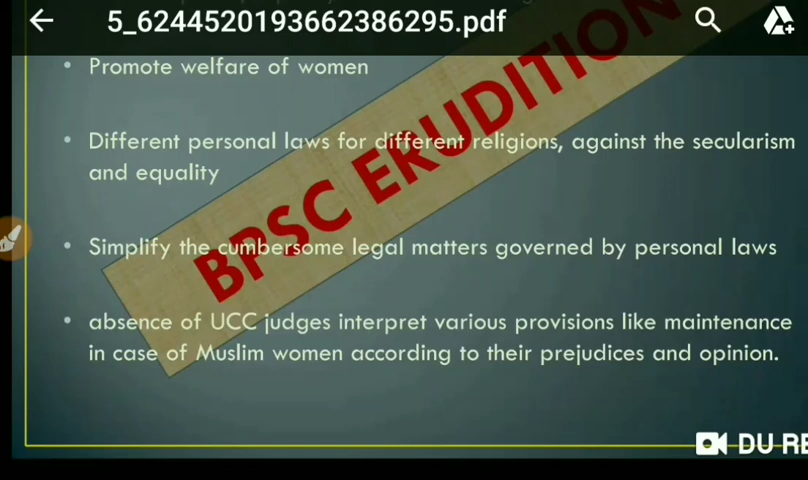 5_6244520193662386295.pdf
• Promote welfare of women
• Different personal laws for different religions, against the secularism
and equality
• Simplify the cumbersome legal matters governed by personal laws
• absence of UCC judges interpret various provisions like maintenance
in case of Muslim women according to their prejudices and opinion.
BPSC ERUDITION
DU RE